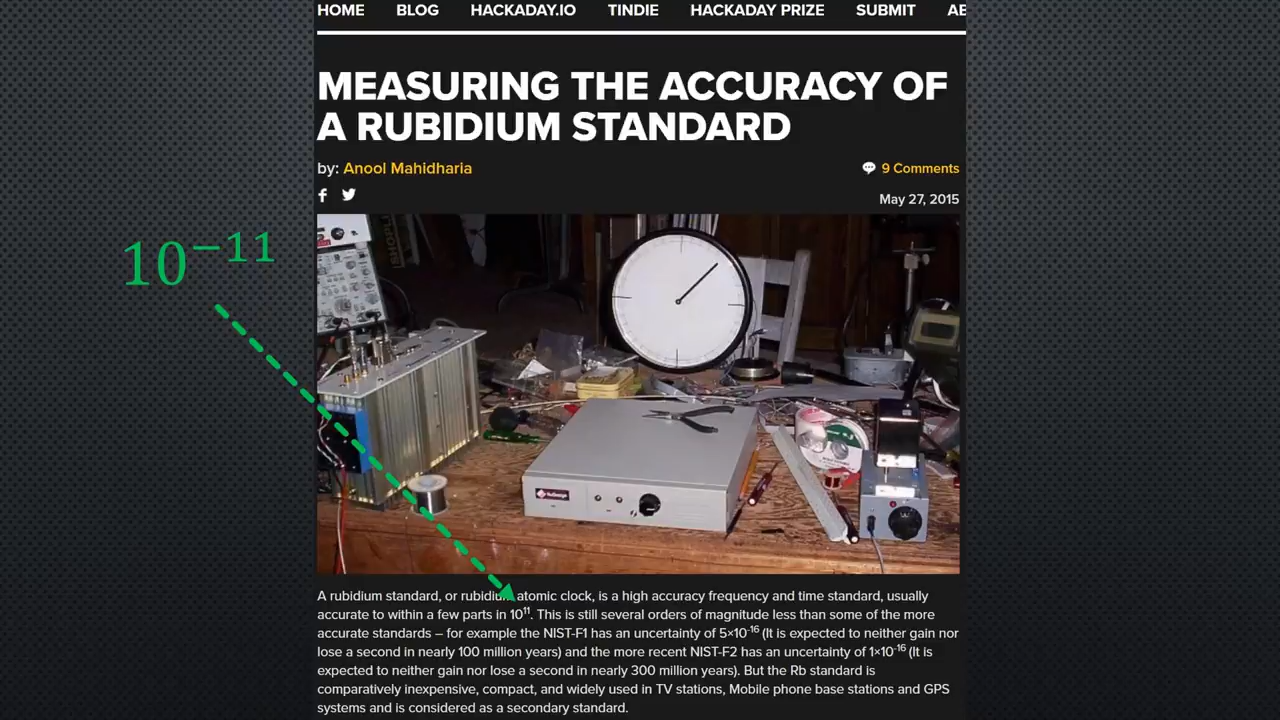 HOME BLOG HACKADAY.IO TINDIE HACKADAY PRIZE SUBMIT AB
MEASURING THE ACCURACY OF
A RUBIDIUM STANDARD
by: Anool Mahidharia
9 Comments
May 27, 2015
10⁻¹¹
A rubidium standard, or rubidium atomic clock, is a high accuracy frequency and time standard, usually
accurate to within a few parts in 10¹¹. This is still several orders of magnitude less than some of the more
accurate standards – for example the NIST-F1 has an uncertainty of 5×10⁻¹⁶ (It is expected to neither gain nor
lose a second in nearly 100 million years) and the more recent NIST-F2 has an uncertainty of 1×10⁻¹⁶ (It is
expected to neither gain nor lose a second in nearly 300 million years). But the Rb standard is
comparatively inexpensive, compact, and widely used in TV stations, Mobile phone base stations and GPS
systems and is considered as a secondary standard.